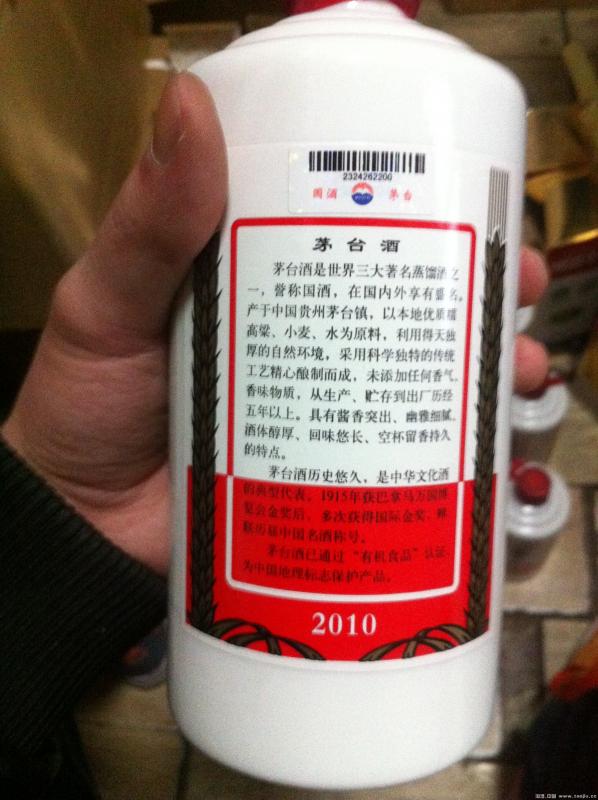 2324262200
国酒 茅台
茅台酒
茅台酒是世界三大著名蒸馏酒之
一，誉称国酒，在国内外享有盛名。
产于中国贵州茅台镇，以本地优质糯
高粱、小麦、水为原料，利用得天独
厚的自然环境，采用科学独特的传统
工艺精心酿制而成，未添加任何香气、
香味物质，从生产、贮存到出厂历经
五年以上。具有酱香突出、幽雅细腻、
酒体醇厚、回味悠长、空杯留香持久
的特点。
茅台酒历史悠久，是中华文化酒
的典型代表。1915年获巴拿马万国博
览会金奖后，多次获得国际金奖，蝉
联历届中国名酒称号。
茅台酒已通过“有机食品”认证，
为中国地理标志保护产品。
2010